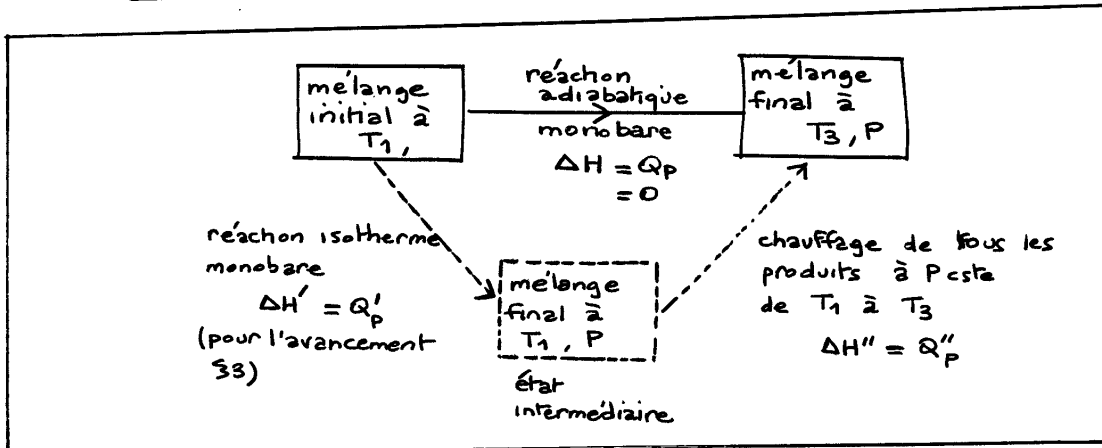 mélange
initial à
T1,
réaction
adiabatique
monobare
ΔH = QP
= 0
mélange
final à
T3, P
réaction isotherme
monobare
ΔH' = Q'P
(pour l'avancement
ξ3)
mélange
final à
T1, P
état
intermédiaire
chauffage de tous les
produits à P cste
de T1 à T3
ΔH'' = Q''P